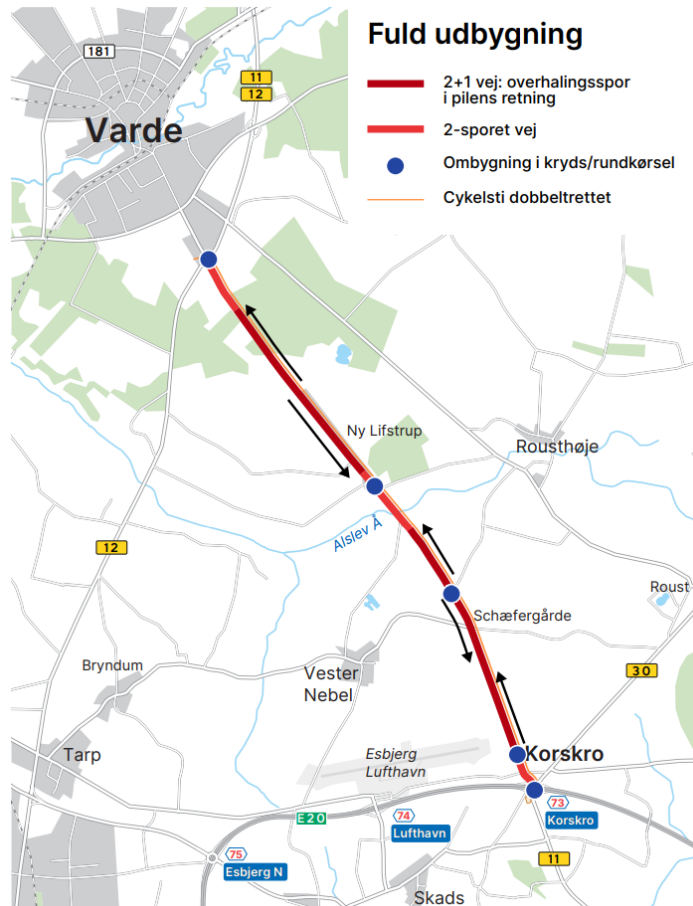 Fuld udbygning
2+1 vej: overhalingsspor
i pilens retning
2-sporet vej
Ombygning i kryds/rundkørsel
Cykelsti dobbeltrettet
181
11
12
Varde
Ny Lifstrup
Rousthøje
Alslev Å
12
Roust
Schæfergårde
Bryndum
Vester
Nebel
30
Tarp
Esbjerg
Lufthavn
Korskro
73
Korskro
E20
74
Lufthavn
75
Esbjerg N
11
Skads